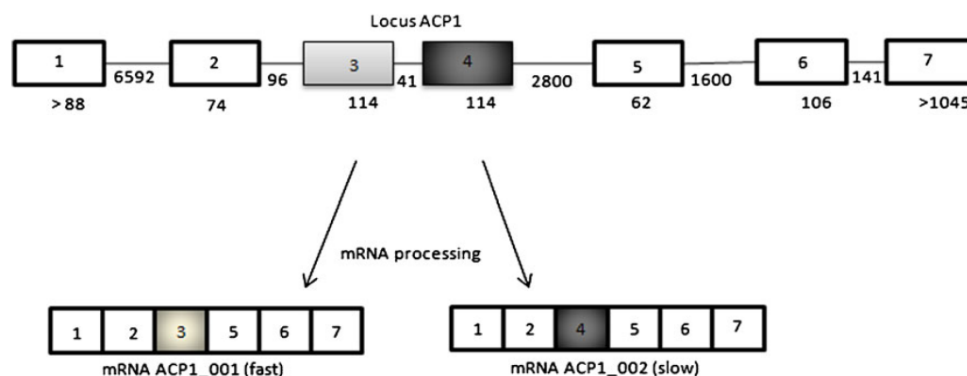 Locus ACP1
1 2 3 4 5 6 7
6592 96 41 2800 1600 141
>88 74 114 114 62 106 >1045
mRNA processing
1 2 3 5 6 7
1 2 4 5 6 7
mRNA ACP1_001 (fast)
mRNA ACP1_002 (slow)